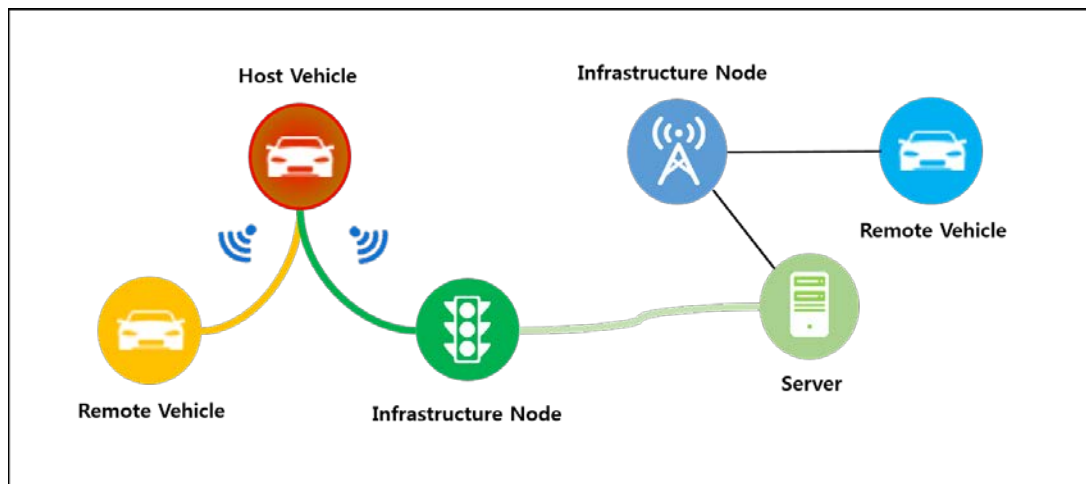 Host Vehicle
Infrastructure Node
Remote Vehicle
Remote Vehicle
Infrastructure Node
Server